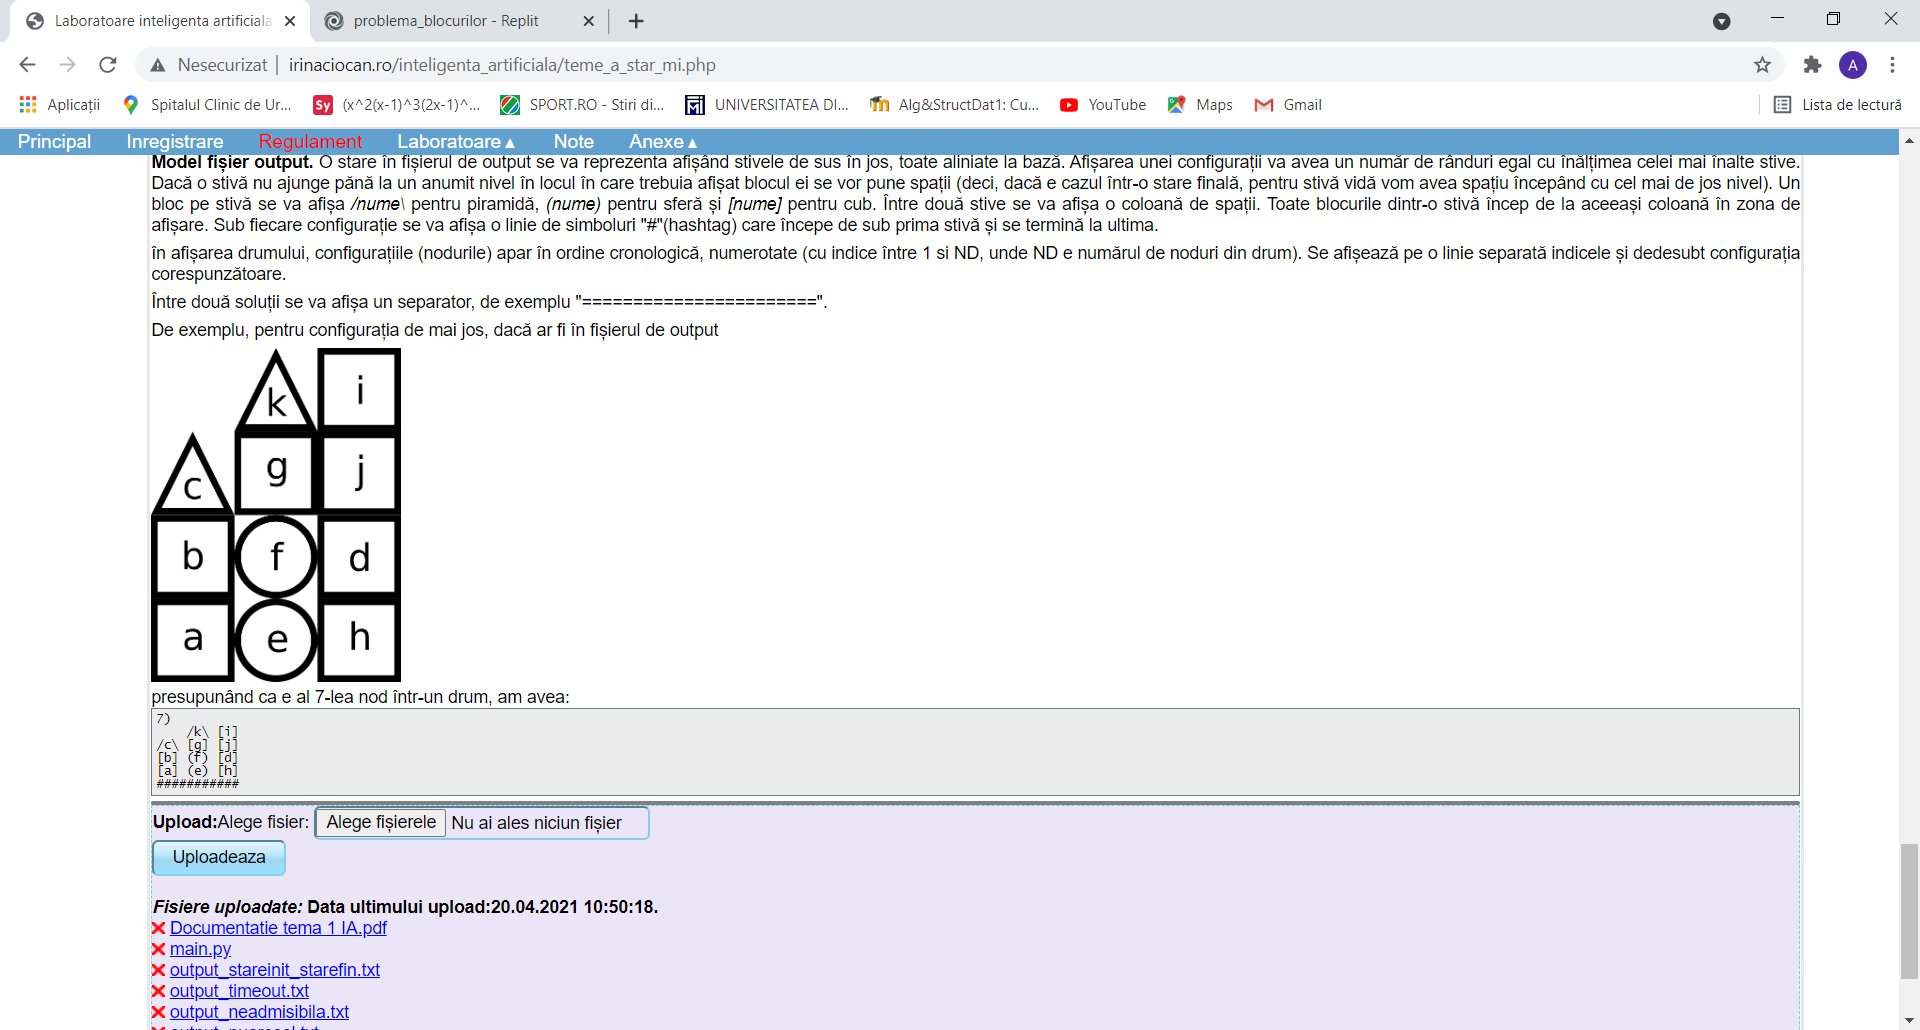 Laboratoare inteligenta artificiala
problema_blocurilor - Replit
Nesecurizat
irinaciocan.ro/inteligenta_artificiala/teme_a_star_mi.php
A
Aplicații
Spitalul Clinic de Ur...
Sy (x^2(x-1)^3(2x-1)^...
SPORT.RO - Stiri di...
UNIVERSITATEA DI...
Alg&StructDat1: Cu...
YouTube
Maps
Gmail
Lista de lectură
Principal Inregistrare Regulament Laboratoare▲ Note Anexe▲
Model fișier output. O stare în fișierul de output se va reprezenta afișând stivele de sus în jos, toate aliniate la bază. Afișarea unei configurații va avea un număr de rânduri egal cu înălțimea celei mai înalte stive.
Dacă o stivă nu ajunge până la un anumit nivel în locul în care trebuia afișat blocul ei se vor pune spații (deci, dacă e cazul într-o stare finală, pentru stivă vidă vom avea spațiu începând cu cel mai de jos nivel). Un
bloc pe stivă se va afișa /nume\ pentru piramidă, (nume) pentru sferă și [nume] pentru cub. Între două stive se va afișa o coloană de spații. Toate blocurile dintr-o stivă încep de la aceeași coloană în zona de
afișare. Sub fiecare configurație se va afișa o linie de simboluri "#"(hashtag) care începe de sub prima stivă și se termină la ultima.
în afișarea drumului, configurațiile (nodurile) apar în ordine cronologică, numerotate (cu indice între 1 si ND, unde ND e numărul de noduri din drum). Se afișează pe o linie separată indicele și dedesubt configurația
corespunzătoare.
Între două soluții se va afișa un separator, de exemplu "=======================".
De exemplu, pentru configurația de mai jos, dacă ar fi în fișierul de output
k i
c g j
b f d
a e h
presupunând ca e al 7-lea nod într-un drum, am avea:
7)
/k\ [i]
/c\ [g] [j]
[b] (f) [d]
[a] (e) [h]
###########
Upload:Alege fisier: Alege fișierele Nu ai ales niciun fișier
Uploadeaza
Fisiere uploadate: Data ultimului upload:20.04.2021 10:50:18.
Documentatie tema 1 IA.pdf
main.py
output_stareinit_starefin.txt
output_timeout.txt
output_neadmisibila.txt